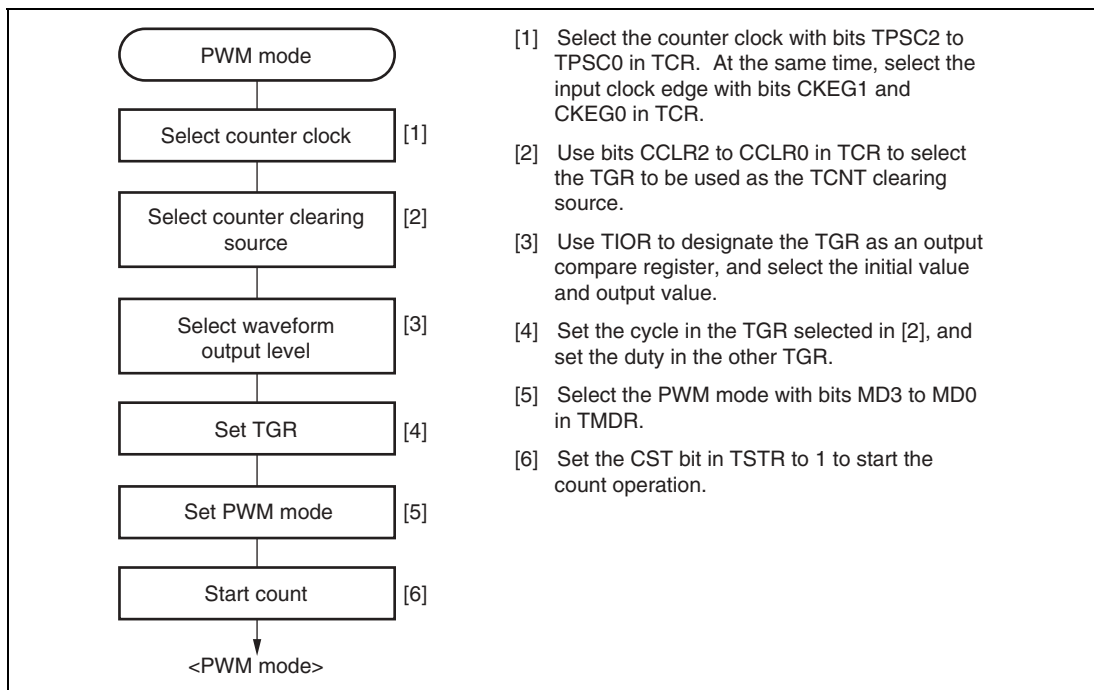 PWM mode
Select counter clock
[1]
Select counter clearing
source
[2]
Select waveform
output level
[3]
Set TGR
[4]
Set PWM mode
[5]
Start count
[6]
<PWM mode>
[1] Select the counter clock with bits TPSC2 to
TPSC0 in TCR. At the same time, select the
input clock edge with bits CKEG1 and
CKEG0 in TCR.
[2] Use bits CCLR2 to CCLR0 in TCR to select
the TGR to be used as the TCNT clearing
source.
[3] Use TIOR to designate the TGR as an output
compare register, and select the initial value
and output value.
[4] Set the cycle in the TGR selected in [2], and
set the duty in the other TGR.
[5] Select the PWM mode with bits MD3 to MD0
in TMDR.
[6] Set the CST bit in TSTR to 1 to start the
count operation.